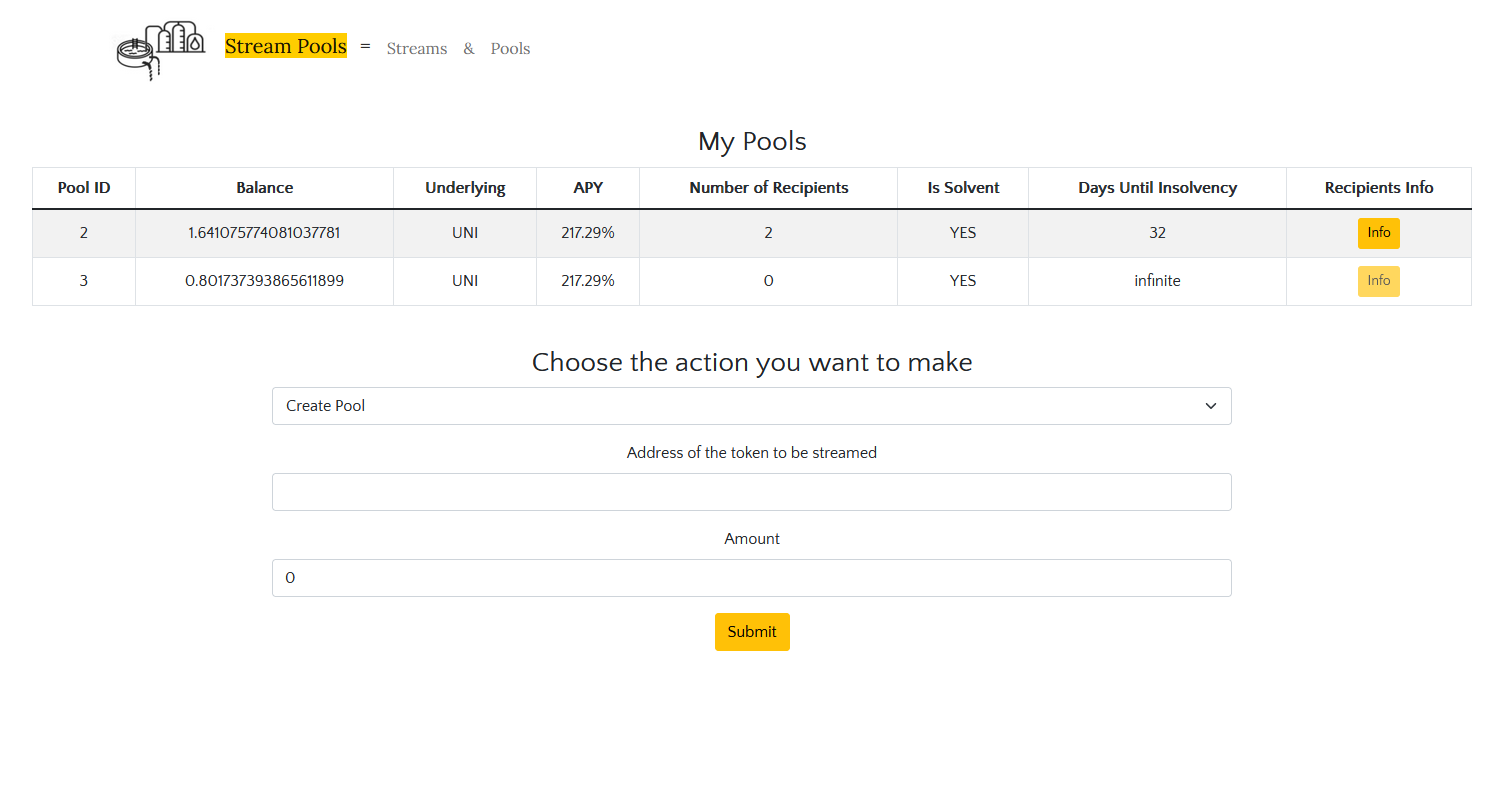 Stream Pools = Streams & Pools
My Pools
Pool ID Balance Underlying APY Number of Recipients Is Solvent Days Until Insolvency Recipients Info
2 1.641075774081037781 UNI 217.29% 2 YES 32 Info
3 0.801737393865611899 UNI 217.29% 0 YES infinite Info
Choose the action you want to make
Create Pool
Address of the token to be streamed
Amount
0
Submit